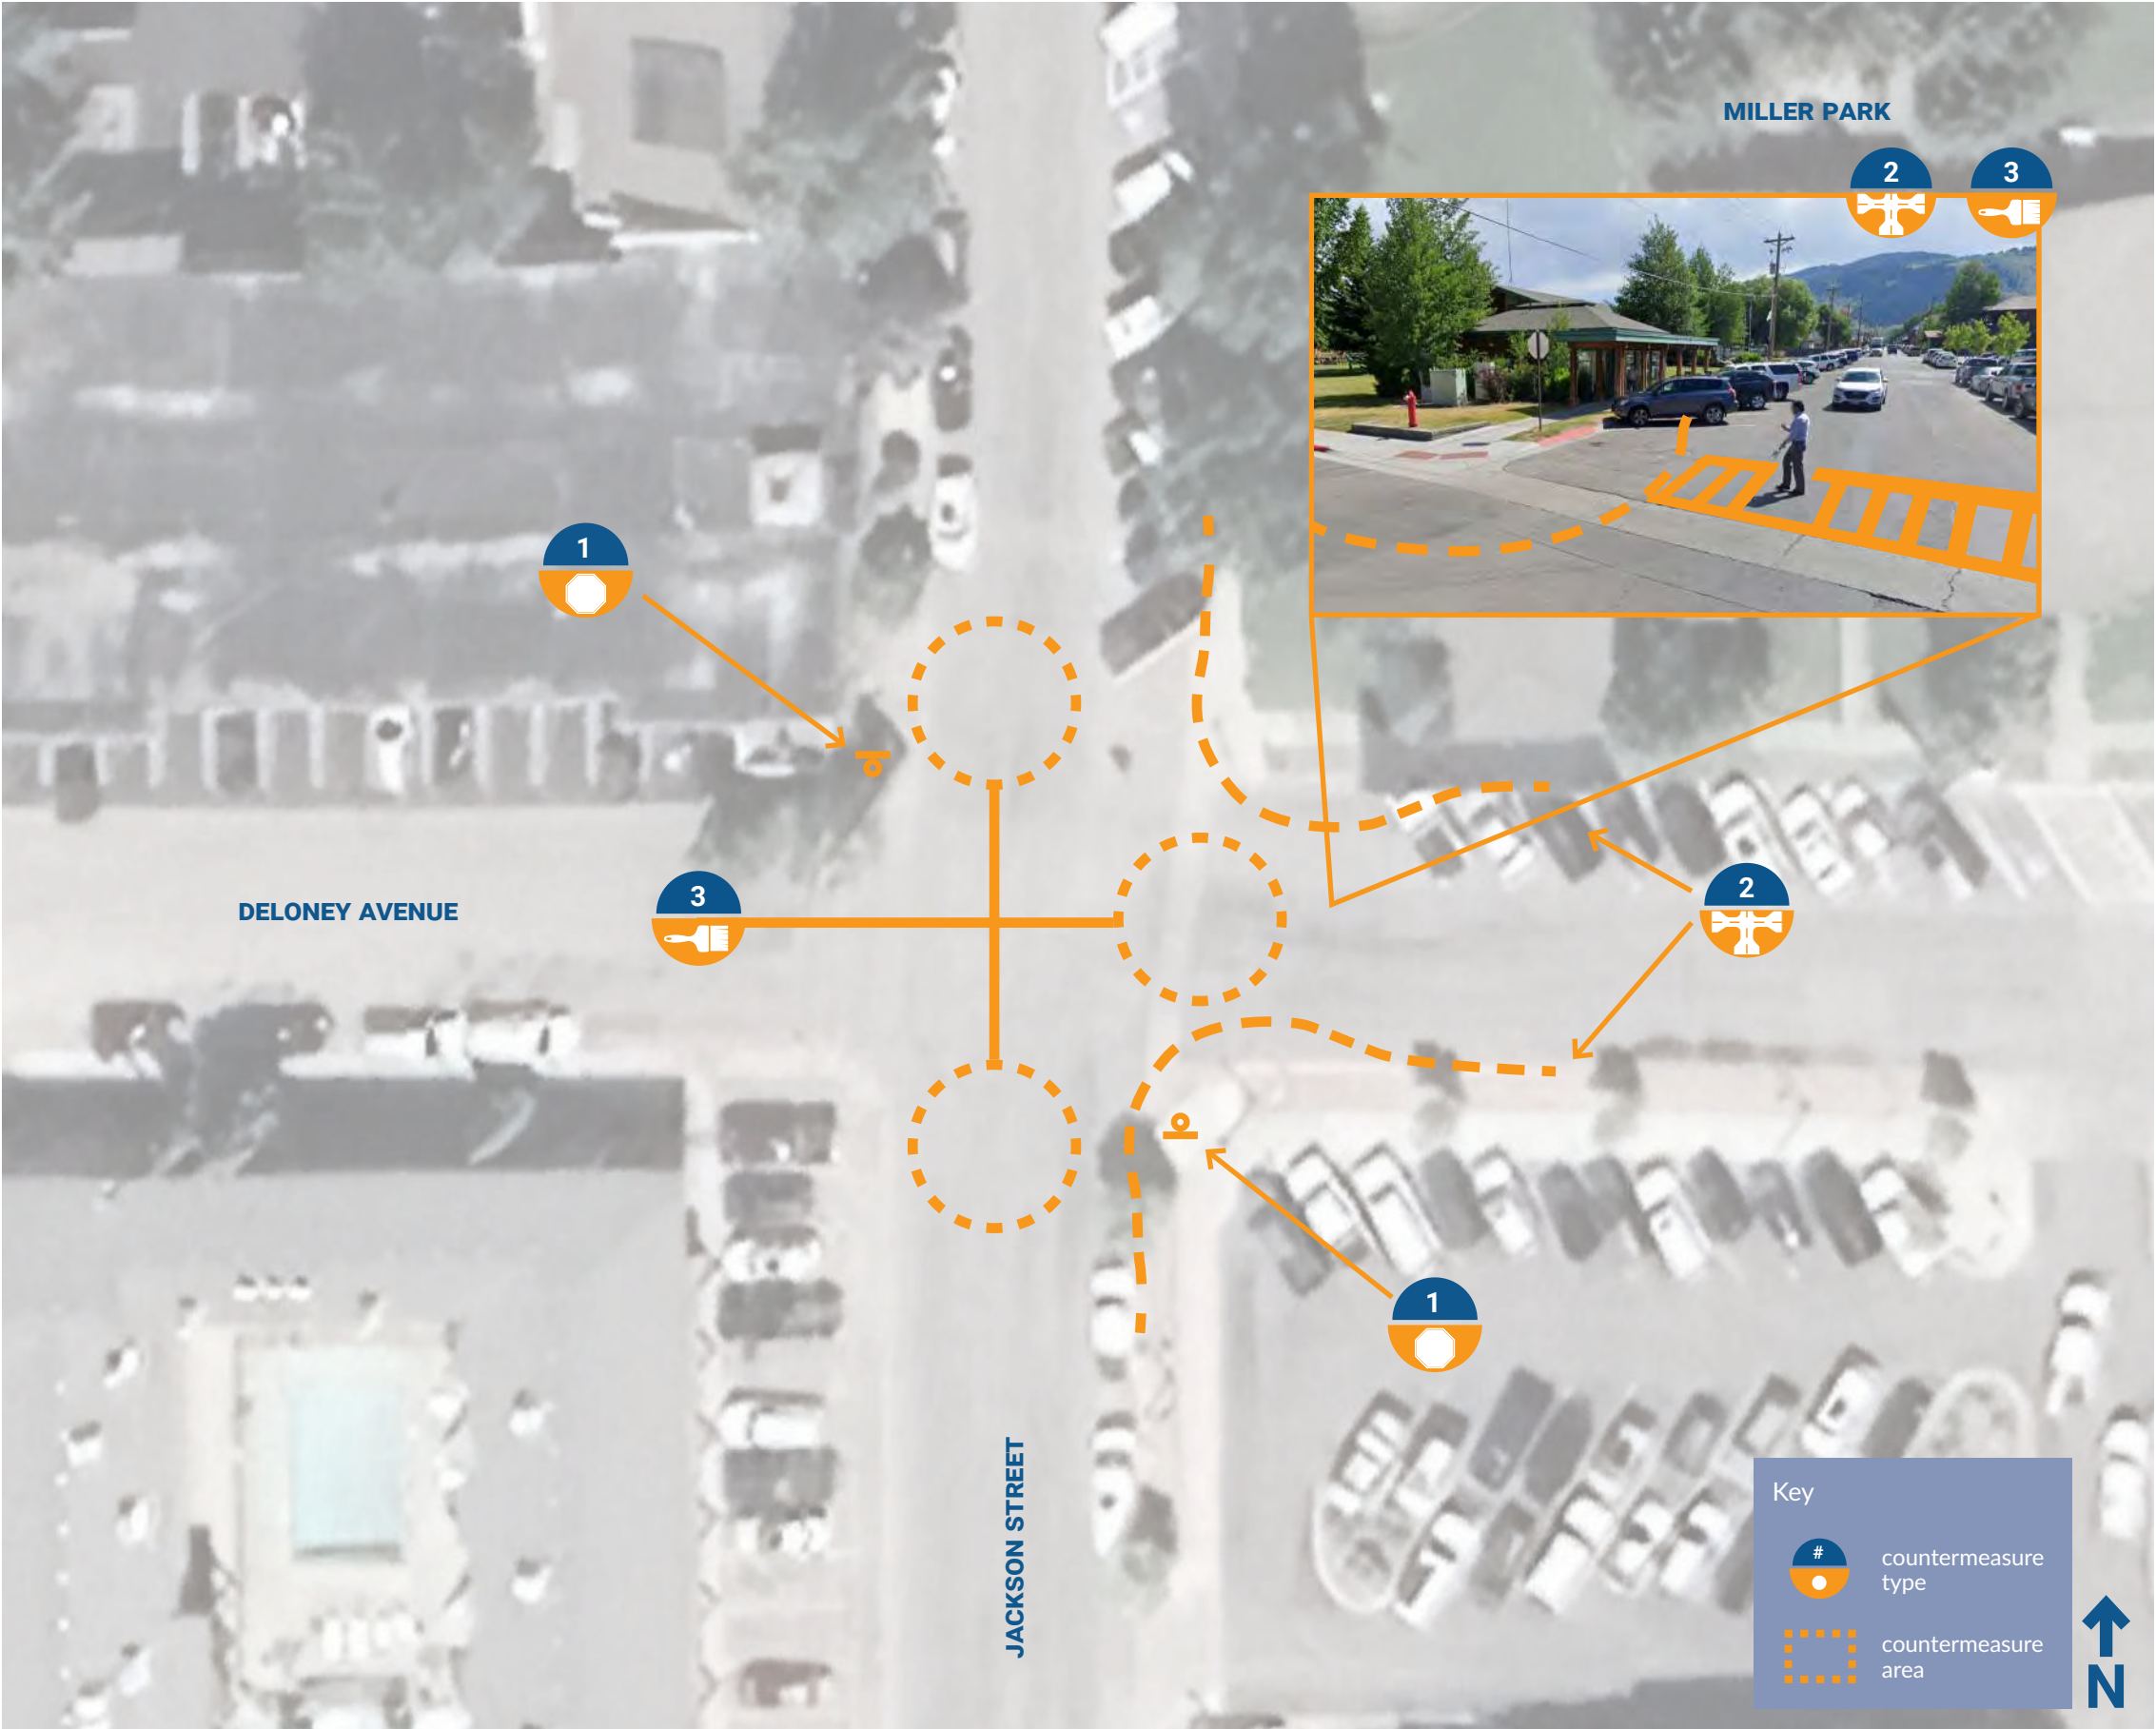 MILLER PARK
2
3
1
DELONEY AVENUE
3
2
1
JACKSON STREET
Key
#
countermeasure
type
countermeasure
area
N